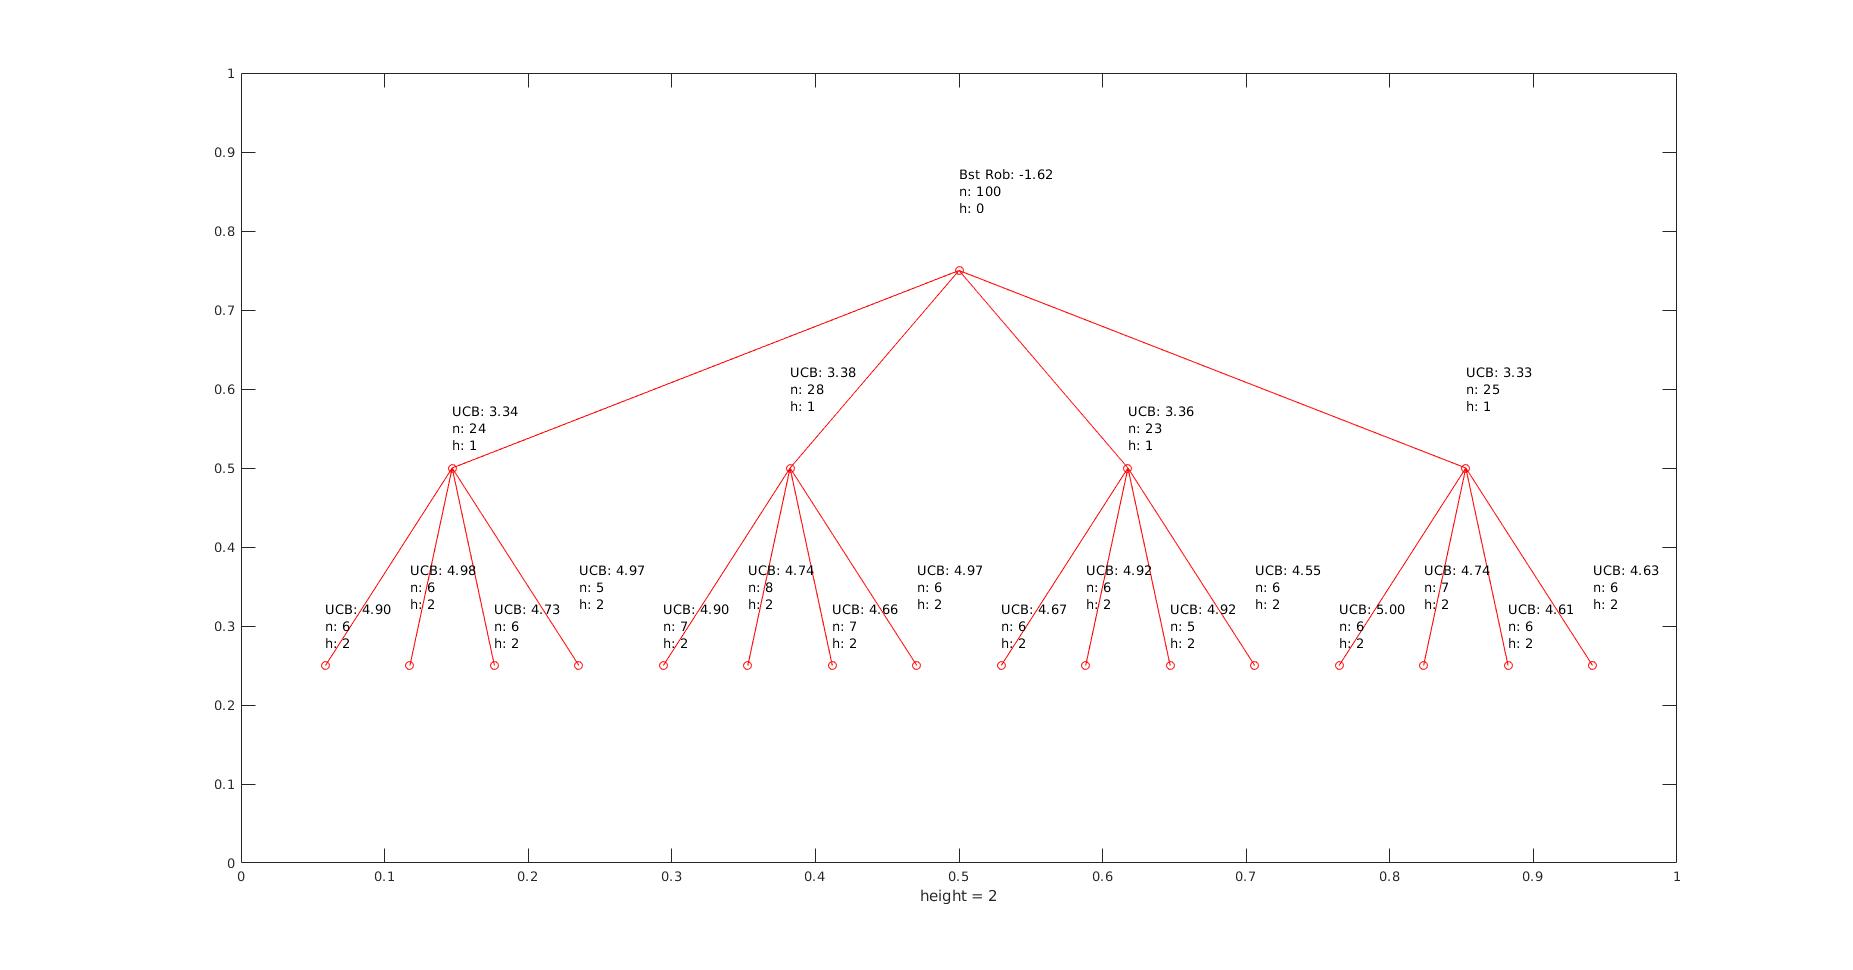 1
0.9
0.8
0.7
0.6
0.5
0.4
0.3
0.2
0.1
0
Bst Rob: -1.62
n: 100
h: 0
UCB: 3.34
n: 24
h: 1
UCB: 3.38
n: 28
h: 1
UCB: 3.36
n: 23
h: 1
UCB: 3.33
n: 25
h: 1
UCB: 4.90
n: 6
h: 2
UCB: 4.98
n: 6
h: 2
UCB: 4.73
n: 6
h: 2
UCB: 4.97
n: 5
h: 2
UCB: 4.90
n: 7
h: 2
UCB: 4.74
n: 8
h: 2
UCB: 4.66
n: 7
h: 2
UCB: 4.97
n: 6
h: 2
UCB: 4.67
n: 6
h: 2
UCB: 4.92
n: 6
h: 2
UCB: 4.92
n: 5
h: 2
UCB: 4.55
n: 6
h: 2
UCB: 5.00
n: 6
h: 2
UCB: 4.74
n: 7
h: 2
UCB: 4.61
n: 6
h: 2
UCB: 4.63
n: 6
h: 2
0 0.1 0.2 0.3 0.4 0.5 0.6 0.7 0.8 0.9 1
height = 2